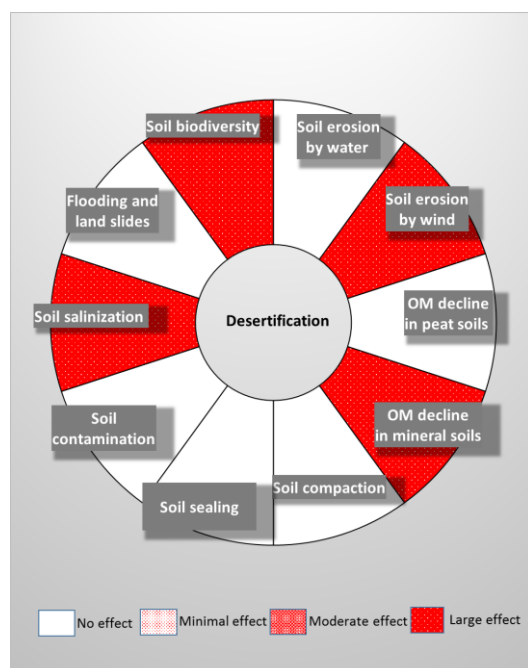 Soil biodiversity
Soil erosion
by water
Flooding and
land slides
Soil erosion
by wind
Soil salinization
Desertification
OM decline
in peat soils
Soil
contamination
OM decline
in mineral soils
Soil sealing
Soil compaction
No effect
Minimal effect
Moderate effect
Large effect